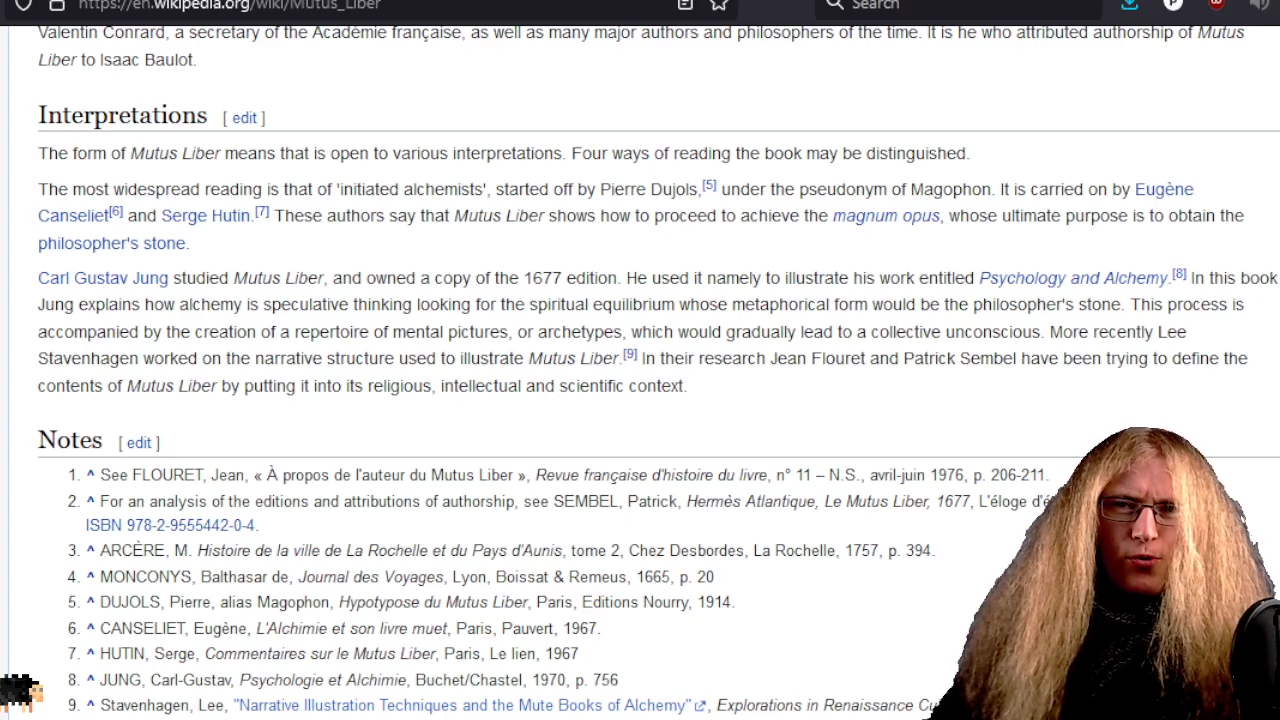 https://en.wikipedia.org/wiki/Mutus_Liber
Search
Valentin Conrard, a secretary of the Académie française, as well as many major authors and philosophers of the time. It is he who attributed authorship of Mutus
Liber to Isaac Baulot.
Interpretations [ edit ]
The form of Mutus Liber means that is open to various interpretations. Four ways of reading the book may be distinguished.
The most widespread reading is that of 'initiated alchemists', started off by Pierre Dujols,[5] under the pseudonym of Magophon. It is carried on by Eugène
Canseliet[6] and Serge Hutin.[7] These authors say that Mutus Liber shows how to proceed to achieve the magnum opus, whose ultimate purpose is to obtain the
philosopher's stone.
Carl Gustav Jung studied Mutus Liber, and owned a copy of the 1677 edition. He used it namely to illustrate his work entitled Psychology and Alchemy.[8] In this book
Jung explains how alchemy is speculative thinking looking for the spiritual equilibrium whose metaphorical form would be the philosopher's stone. This process is
accompanied by the creation of a repertoire of mental pictures, or archetypes, which would gradually lead to a collective unconscious. More recently Lee
Stavenhagen worked on the narrative structure used to illustrate Mutus Liber.[9] In their research Jean Flouret and Patrick Sembel have been trying to define the
contents of Mutus Liber by putting it into its religious, intellectual and scientific context.
Notes [ edit ]
1. ^ See FLOURET, Jean, « À propos de l'auteur du Mutus Liber », Revue française d'histoire du livre, n° 11 – N.S., avril-juin 1976, p. 206-211.
2. ^ For an analysis of the editions and attributions of authorship, see SEMBEL, Patrick, Hermès Atlantique, Le Mutus Liber, 1677, L'éloge
ISBN 978-2-9555442-0-4.
3. ^ ARCÈRE, M. Histoire de la ville de La Rochelle et du Pays d'Aunis, tome 2, Chez Desbordes, La Rochelle, 1757, p. 394.
4. ^ MONCONYS, Balthasar de, Journal des Voyages, Lyon, Boissat & Remeus, 1665, p. 20
5. ^ DUJOLS, Pierre, alias Magophon, Hypotypose du Mutus Liber, Paris, Editions Nourry, 1914.
6. ^ CANSELIET, Eugène, L'Alchimie et son livre muet, Paris, Pauvert, 1967.
7. ^ HUTIN, Serge, Commentaires sur le Mutus Liber, Paris, Le lien, 1967
8. ^ JUNG, Carl-Gustav, Psychologie et Alchimie, Buchet/Chastel, 1970, p. 756
9. ^ Stavenhagen, Lee, "Narrative Illustration Techniques and the Mute Books of Alchemy", Explorations in Renaissance